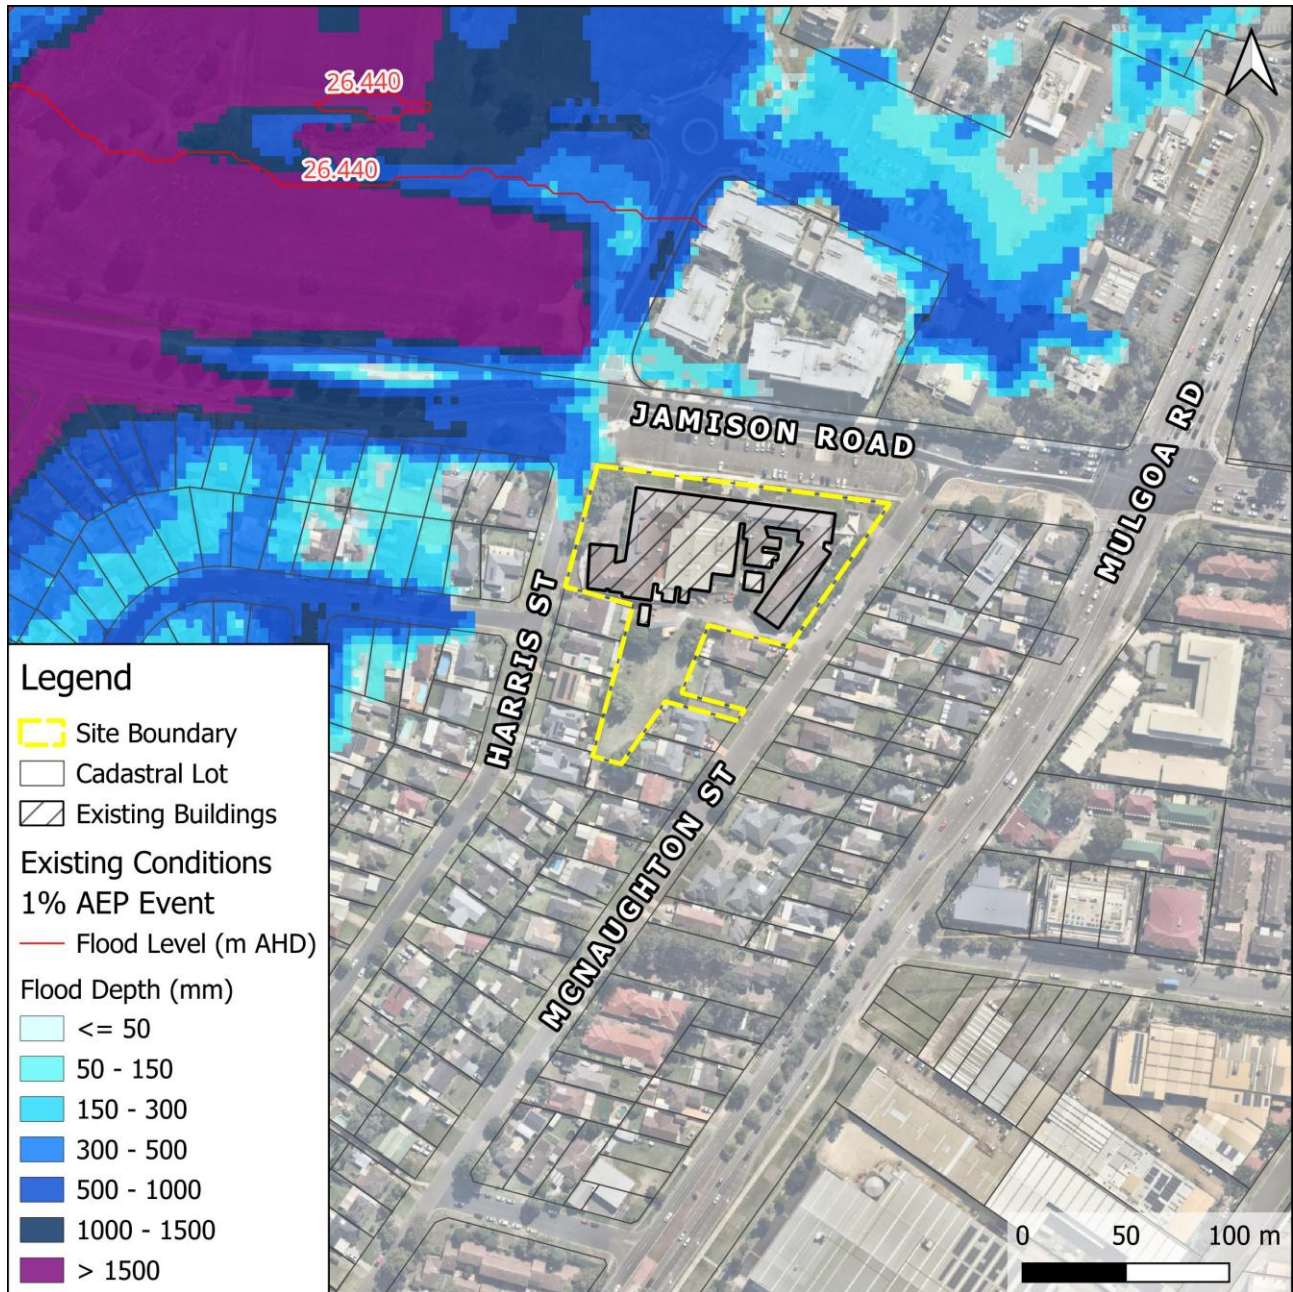 26.440
26.440
JAMISON ROAD
MULGOA RD
HARRIS ST
MCNAUGHTON ST
Legend
Site Boundary
Cadastral Lot
Existing Buildings
Existing Conditions
1% AEP Event
Flood Level (m AHD)
Flood Depth (mm)
<= 50
50 - 150
150 - 300
300 - 500
500 - 1000
1000 - 1500
> 1500
0 50 100 m